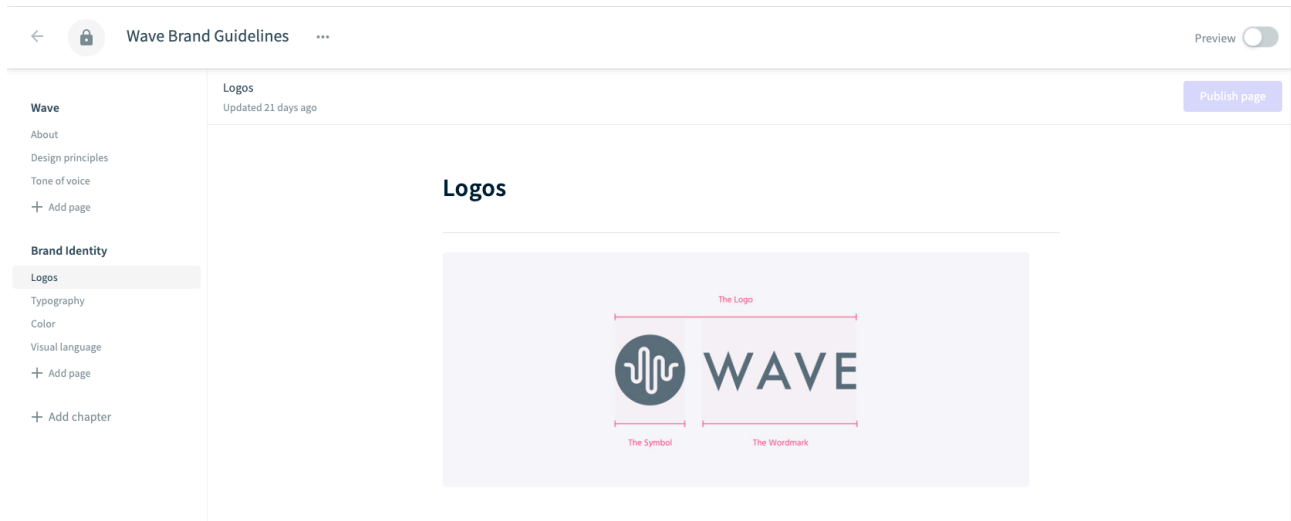 Wave Brand Guidelines
Preview
Wave
About
Design principles
Tone of voice
Add page
Brand Identity
Logos
Typography
Color
Visual language
Add page
Add chapter
Logos
Updated 21 days ago
Publish page
Logos
The Logo
WAVE
The Symbol
The Wordmark